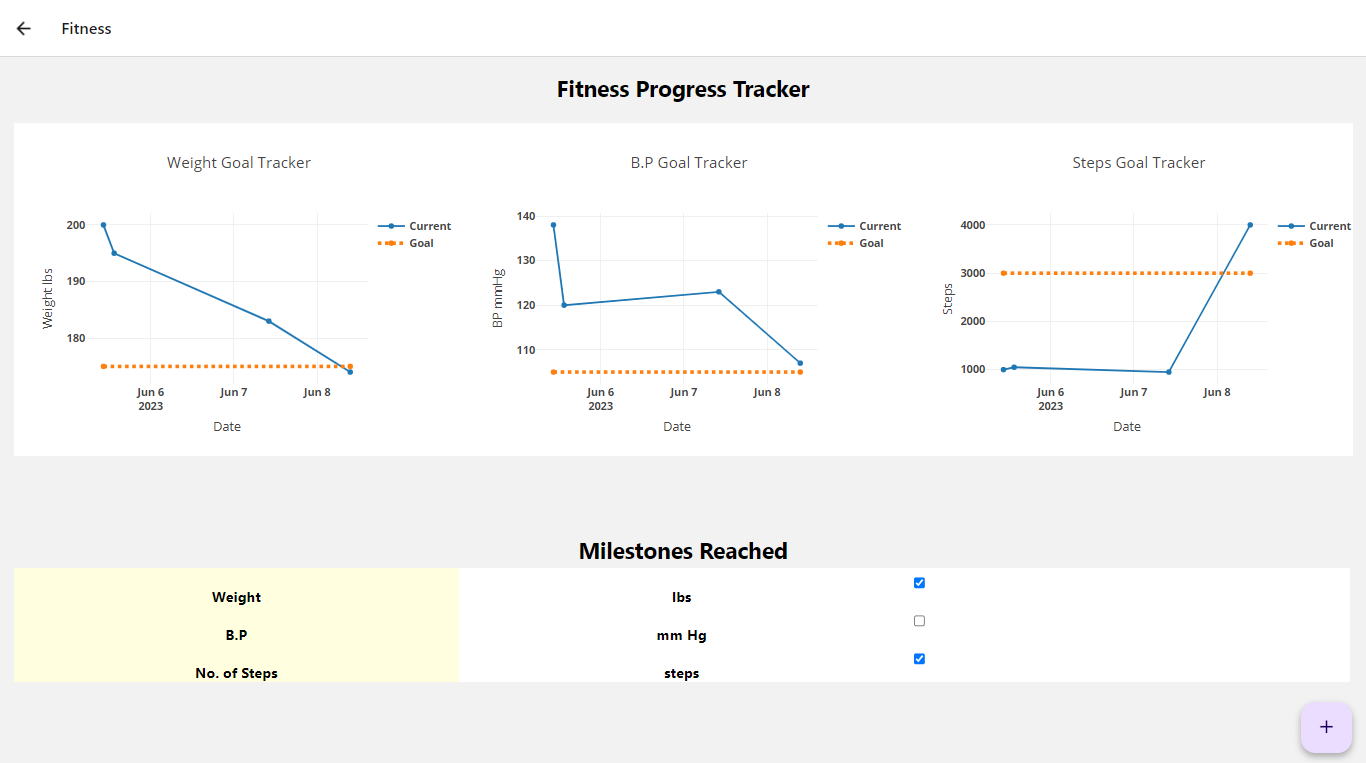 Fitness
Fitness Progress Tracker
Weight Goal Tracker
200
190
180
Weight lbs
Jun 6
2023
Jun 7
Jun 8
Date
Current
Goal
B.P Goal Tracker
140
130
120
110
BP mmHg
Jun 6
2023
Jun 7
Jun 8
Date
Current
Goal
Steps Goal Tracker
4000
3000
2000
1000
Steps
Jun 6
2023
Jun 7
Jun 8
Date
Current
Goal
Milestones Reached
Weight lbs
B.P mm Hg
No. of Steps steps
+